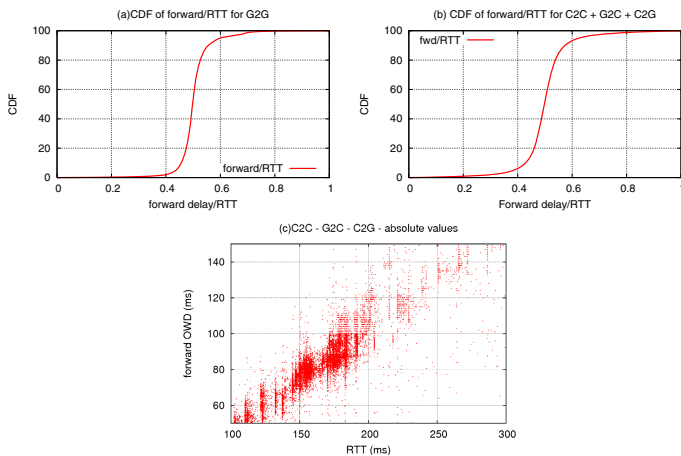 (a)CDF of forward/RTT for G2G
100
80
60
40
20
0
CDF
forward/RTT
0 0.2 0.4 0.6 0.8 1
forward delay/RTT
(b) CDF of forward/RTT for C2C + G2C + C2G
100
80
60
40
20
0
CDF
fwd/RTT
0 0.2 0.4 0.6 0.8 1
Forward delay/RTT
(c)C2C - G2C - C2G - absolute values
140
120
100
80
60
forward OWD (ms)
100 150 200 250 300
RTT (ms)